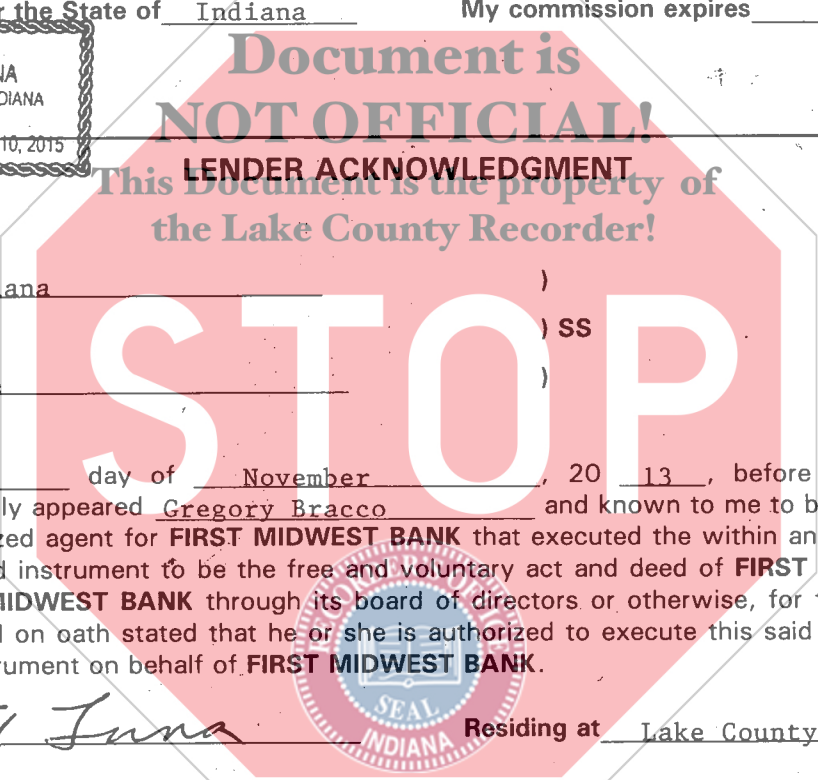 r the State of Indiana My commission expires
NA
DIANA
10, 2015
Document is
NOT OFFICIAL!
LENDER ACKNOWLEDGMENT
This Document is the property of
the Lake County Recorder!
ana )
) SS
)
STOP
day of November, 20 13, before
ly appeared Gregory Bracco and known to me to b
zed agent for FIRST MIDWEST BANK that executed the within an
d instrument to be the free and voluntary act and deed of FIRST
MIDWEST BANK through its board of directors or otherwise, for t
d on oath stated that he or she is authorized to execute this said
rument on behalf of FIRST MIDWEST BANK.
SEAL
INDIANA
Luna Residing at Lake County